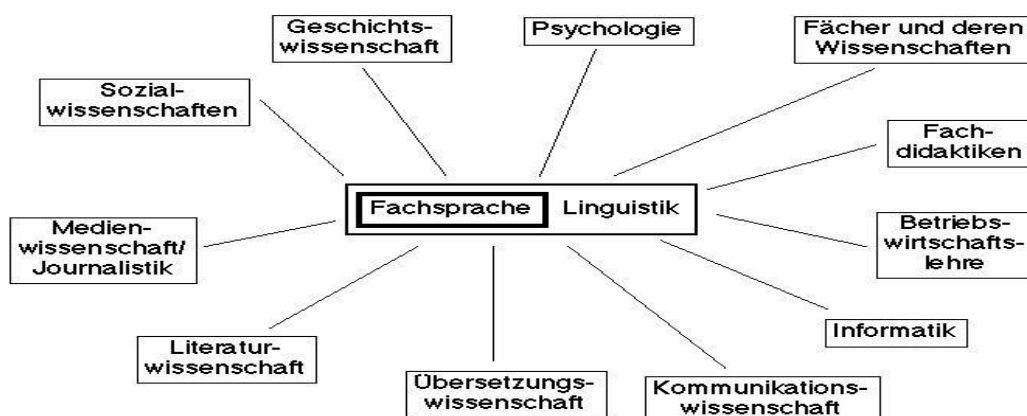 Geschichts-
wissenschaft
Psychologie
Fächer und deren
Wissenschaften
Sozial-
wissenschaften
Fach-
didaktiken
Fachsprache Linguistik
Medien-
wissenschaft/
Journalistik
Betriebs-
wirtschafts-
lehre
Literatur-
wissenschaft
Informatik
Übersetzungs-
wissenschaft
Kommunikations-
wissenschaft